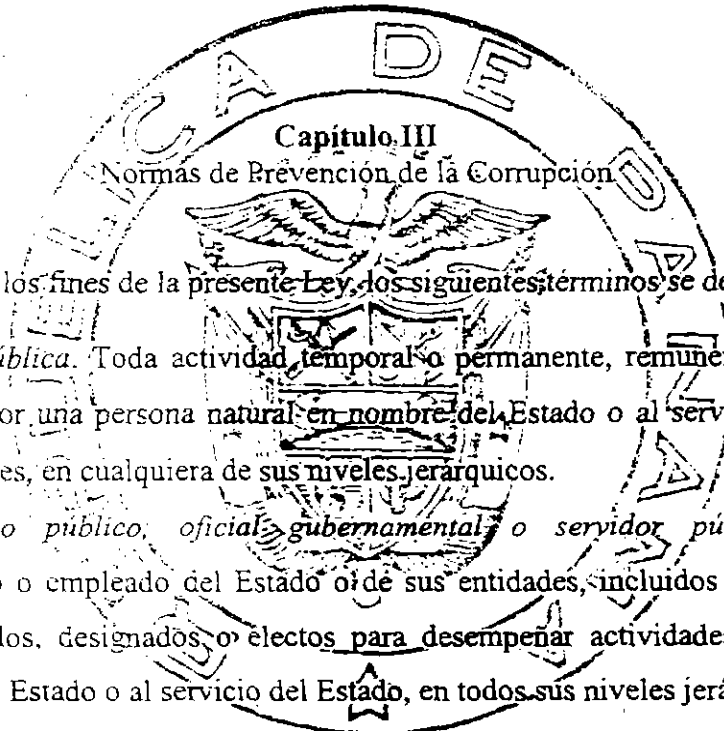 Capítulo III
Normas de Prevención de la Corrupción
los fines de la presente Ley, los siguientes términos se de
ública. Toda actividad temporal o permanente, remune
or una persona natural en nombre del Estado o al serv
es, en cualquiera de sus niveles jerárquicos.
o público, oficial gubernamental o servidor pú
o o empleado del Estado o de sus entidades, incluidos
dos, designados o electos para desempeñar actividade
Estado o al servicio del Estado, en todos sus niveles jerá